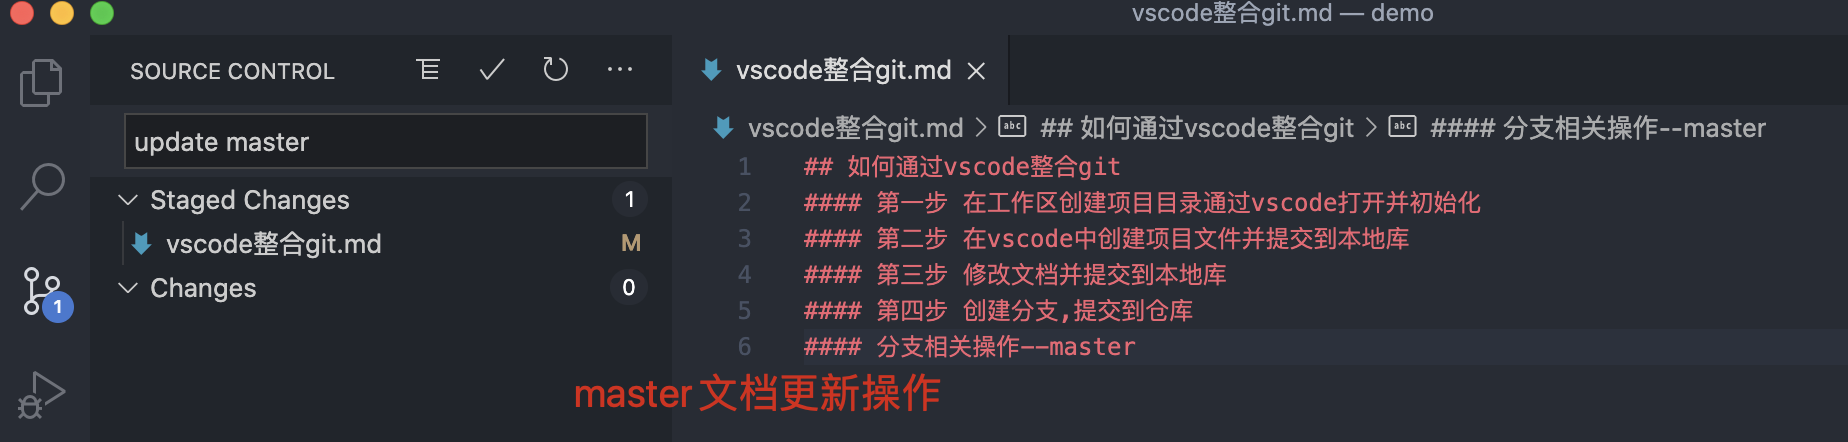 vscode整合git.md — demo
SOURCE CONTROL
vscode整合git.md
update master
Staged Changes 1
vscode整合git.md M
Changes 0
1
vscode整合git.md > abc ## 如何通过vscode整合git > abc #### 分支相关操作--master
1 ## 如何通过vscode整合git
2 #### 第一步 在工作区创建项目目录通过vscode打开并初始化
3 #### 第二步 在vscode中创建项目文件并提交到本地库
4 #### 第三步 修改文档并提交到本地库
5 #### 第四步 创建分支,提交到仓库
6 #### 分支相关操作--master
master文档更新操作